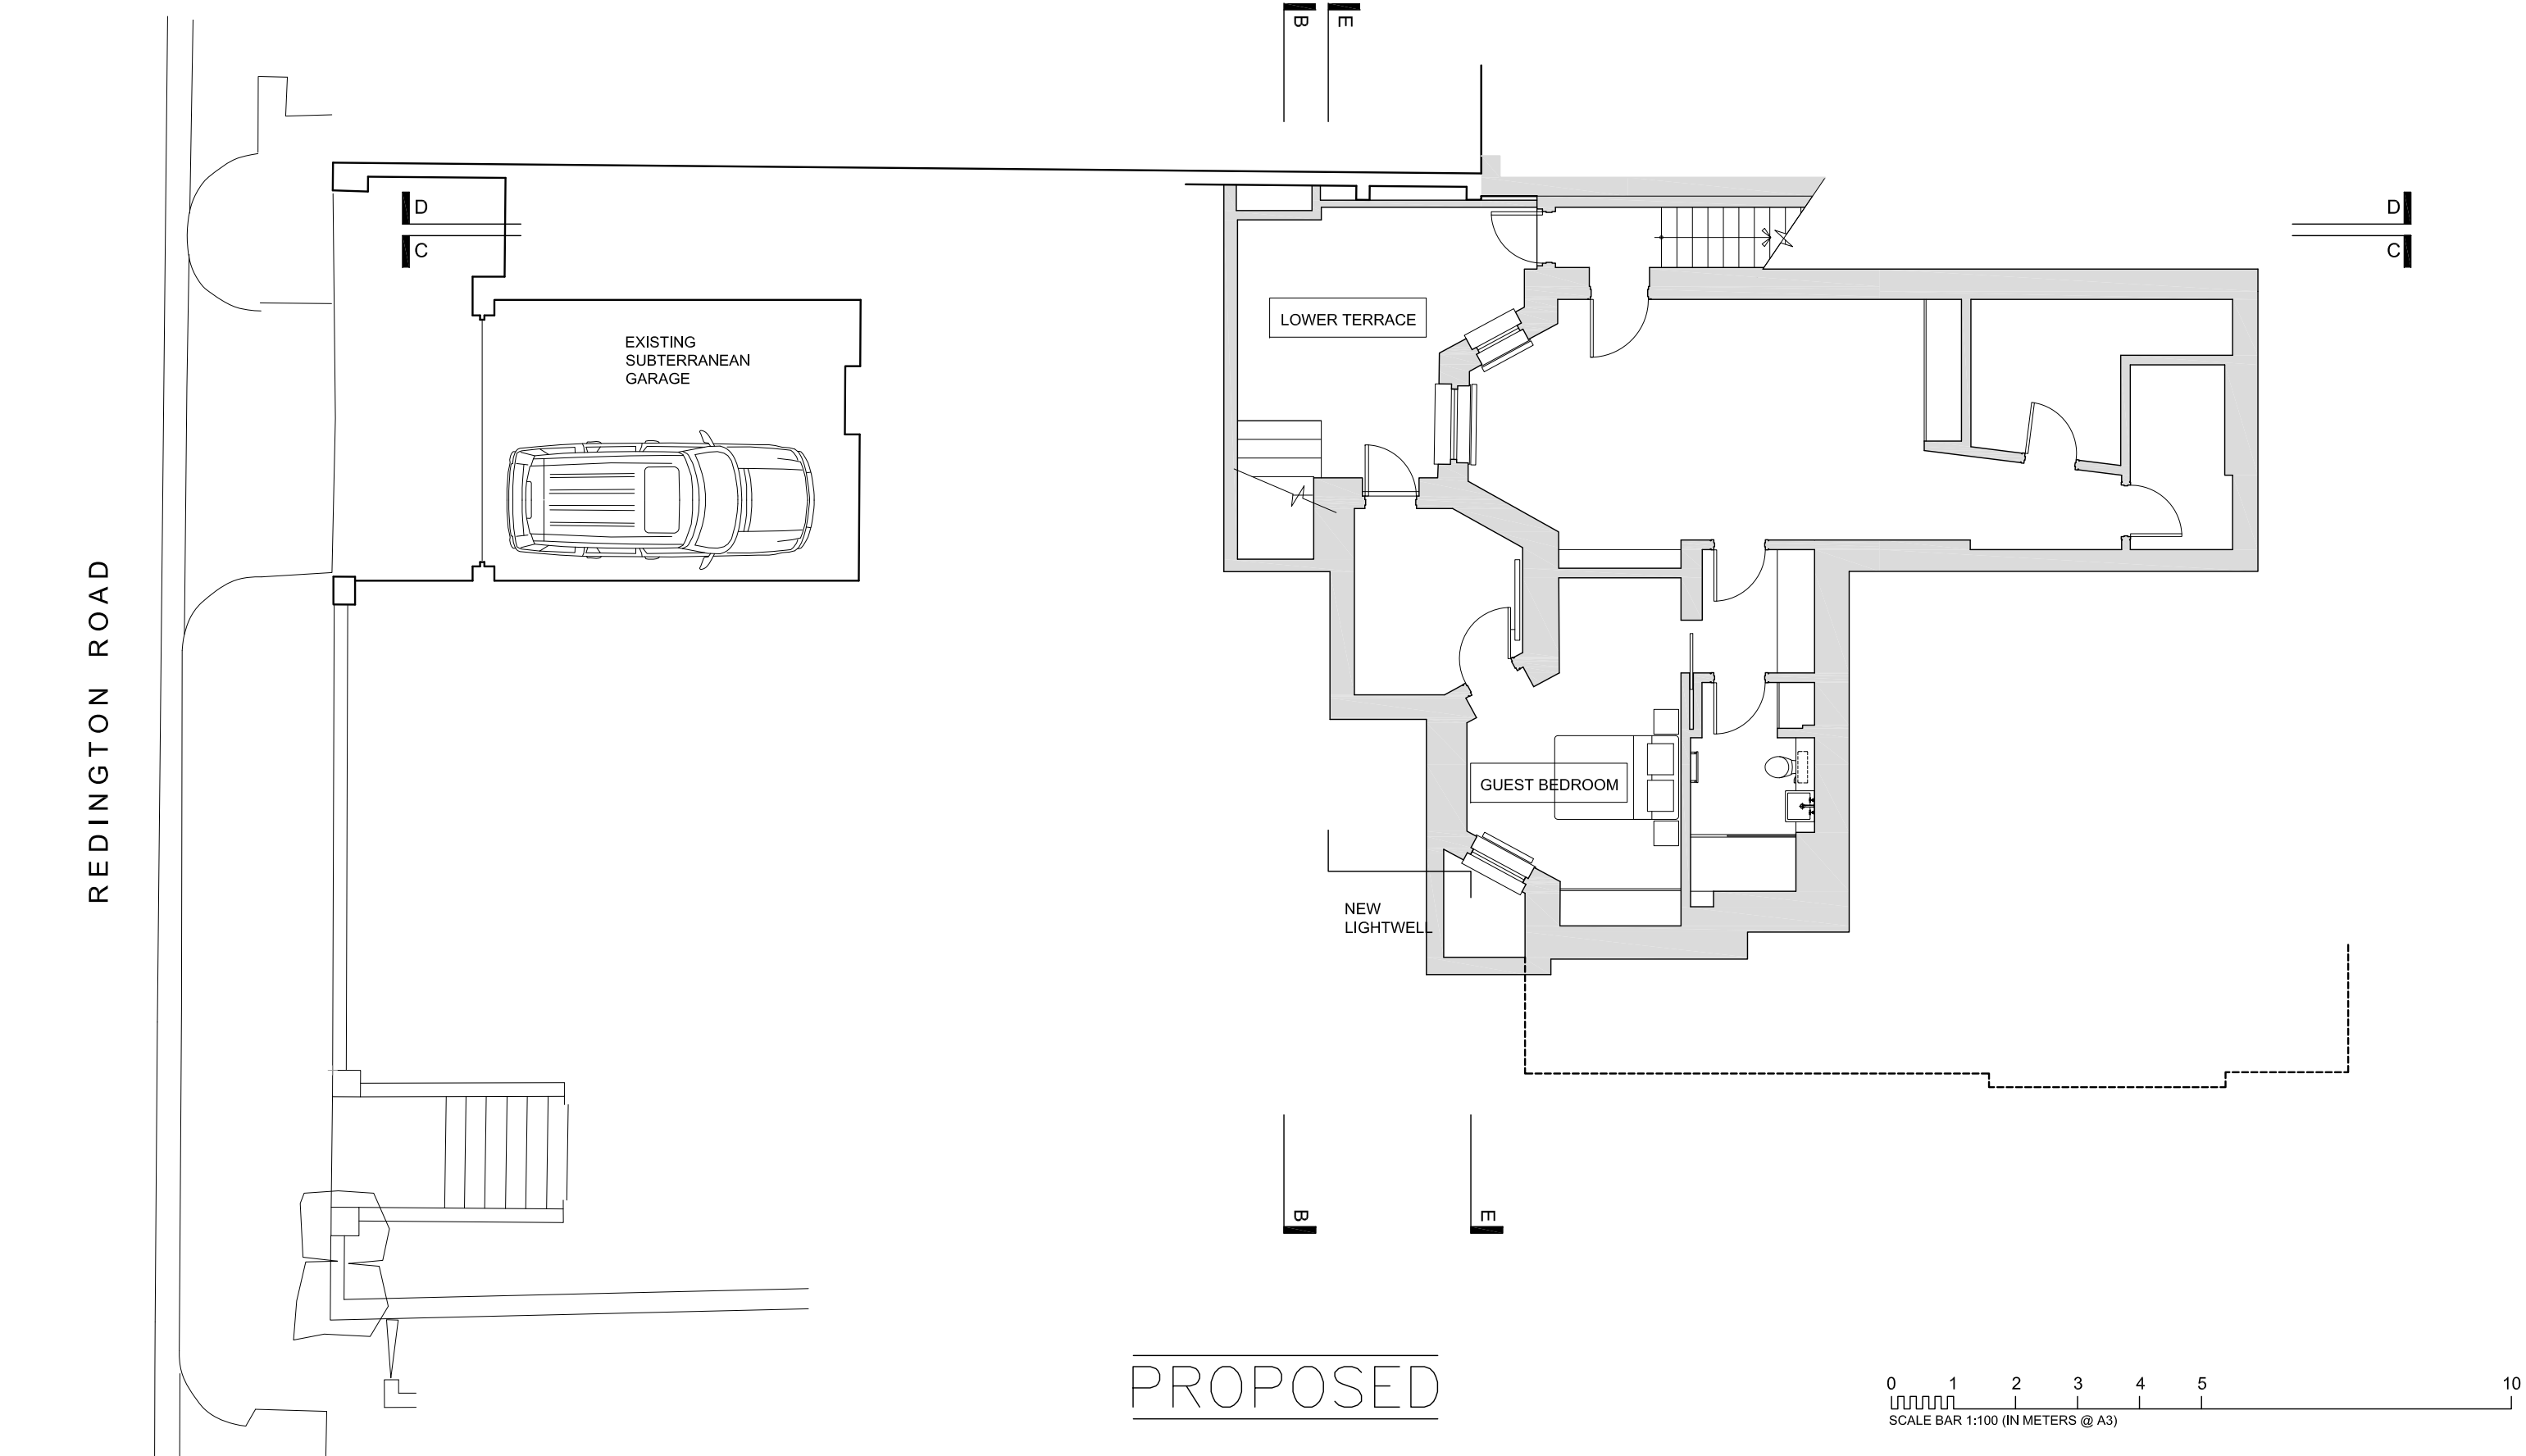 B E
D
C
D
C
LOWER TERRACE
EXISTING
SUBTERRANEAN
GARAGE
REDINGTON ROAD
GUEST BEDROOM
NEW
LIGHTWELL
B E
PROPOSED
0 1 2 3 4 5 10
SCALE BAR 1:100 (IN METERS @ A3)